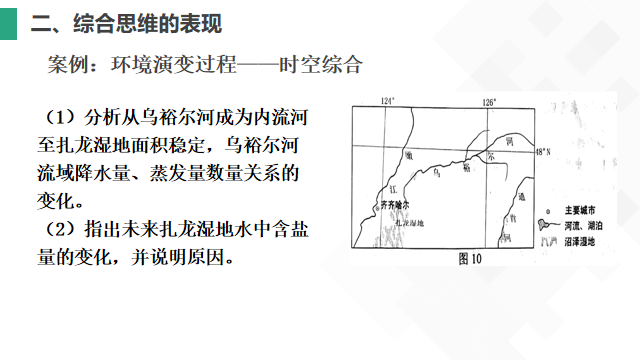 二、综合思维的表现
案例：环境演变过程——时空综合
（1）分析从乌裕尔河成为内流河
至扎龙湿地面积稳定，乌裕尔河
流域降水量、蒸发量数量关系的
变化。
（2）指出未来扎龙湿地水中含盐
量的变化，并说明原因。
124°
126°
48°N
嫩
江
乌
裕
尔
河
通
肯
河
齐齐哈尔
扎龙湿地
主要城市
河流、湖泊
沼泽湿地
图10